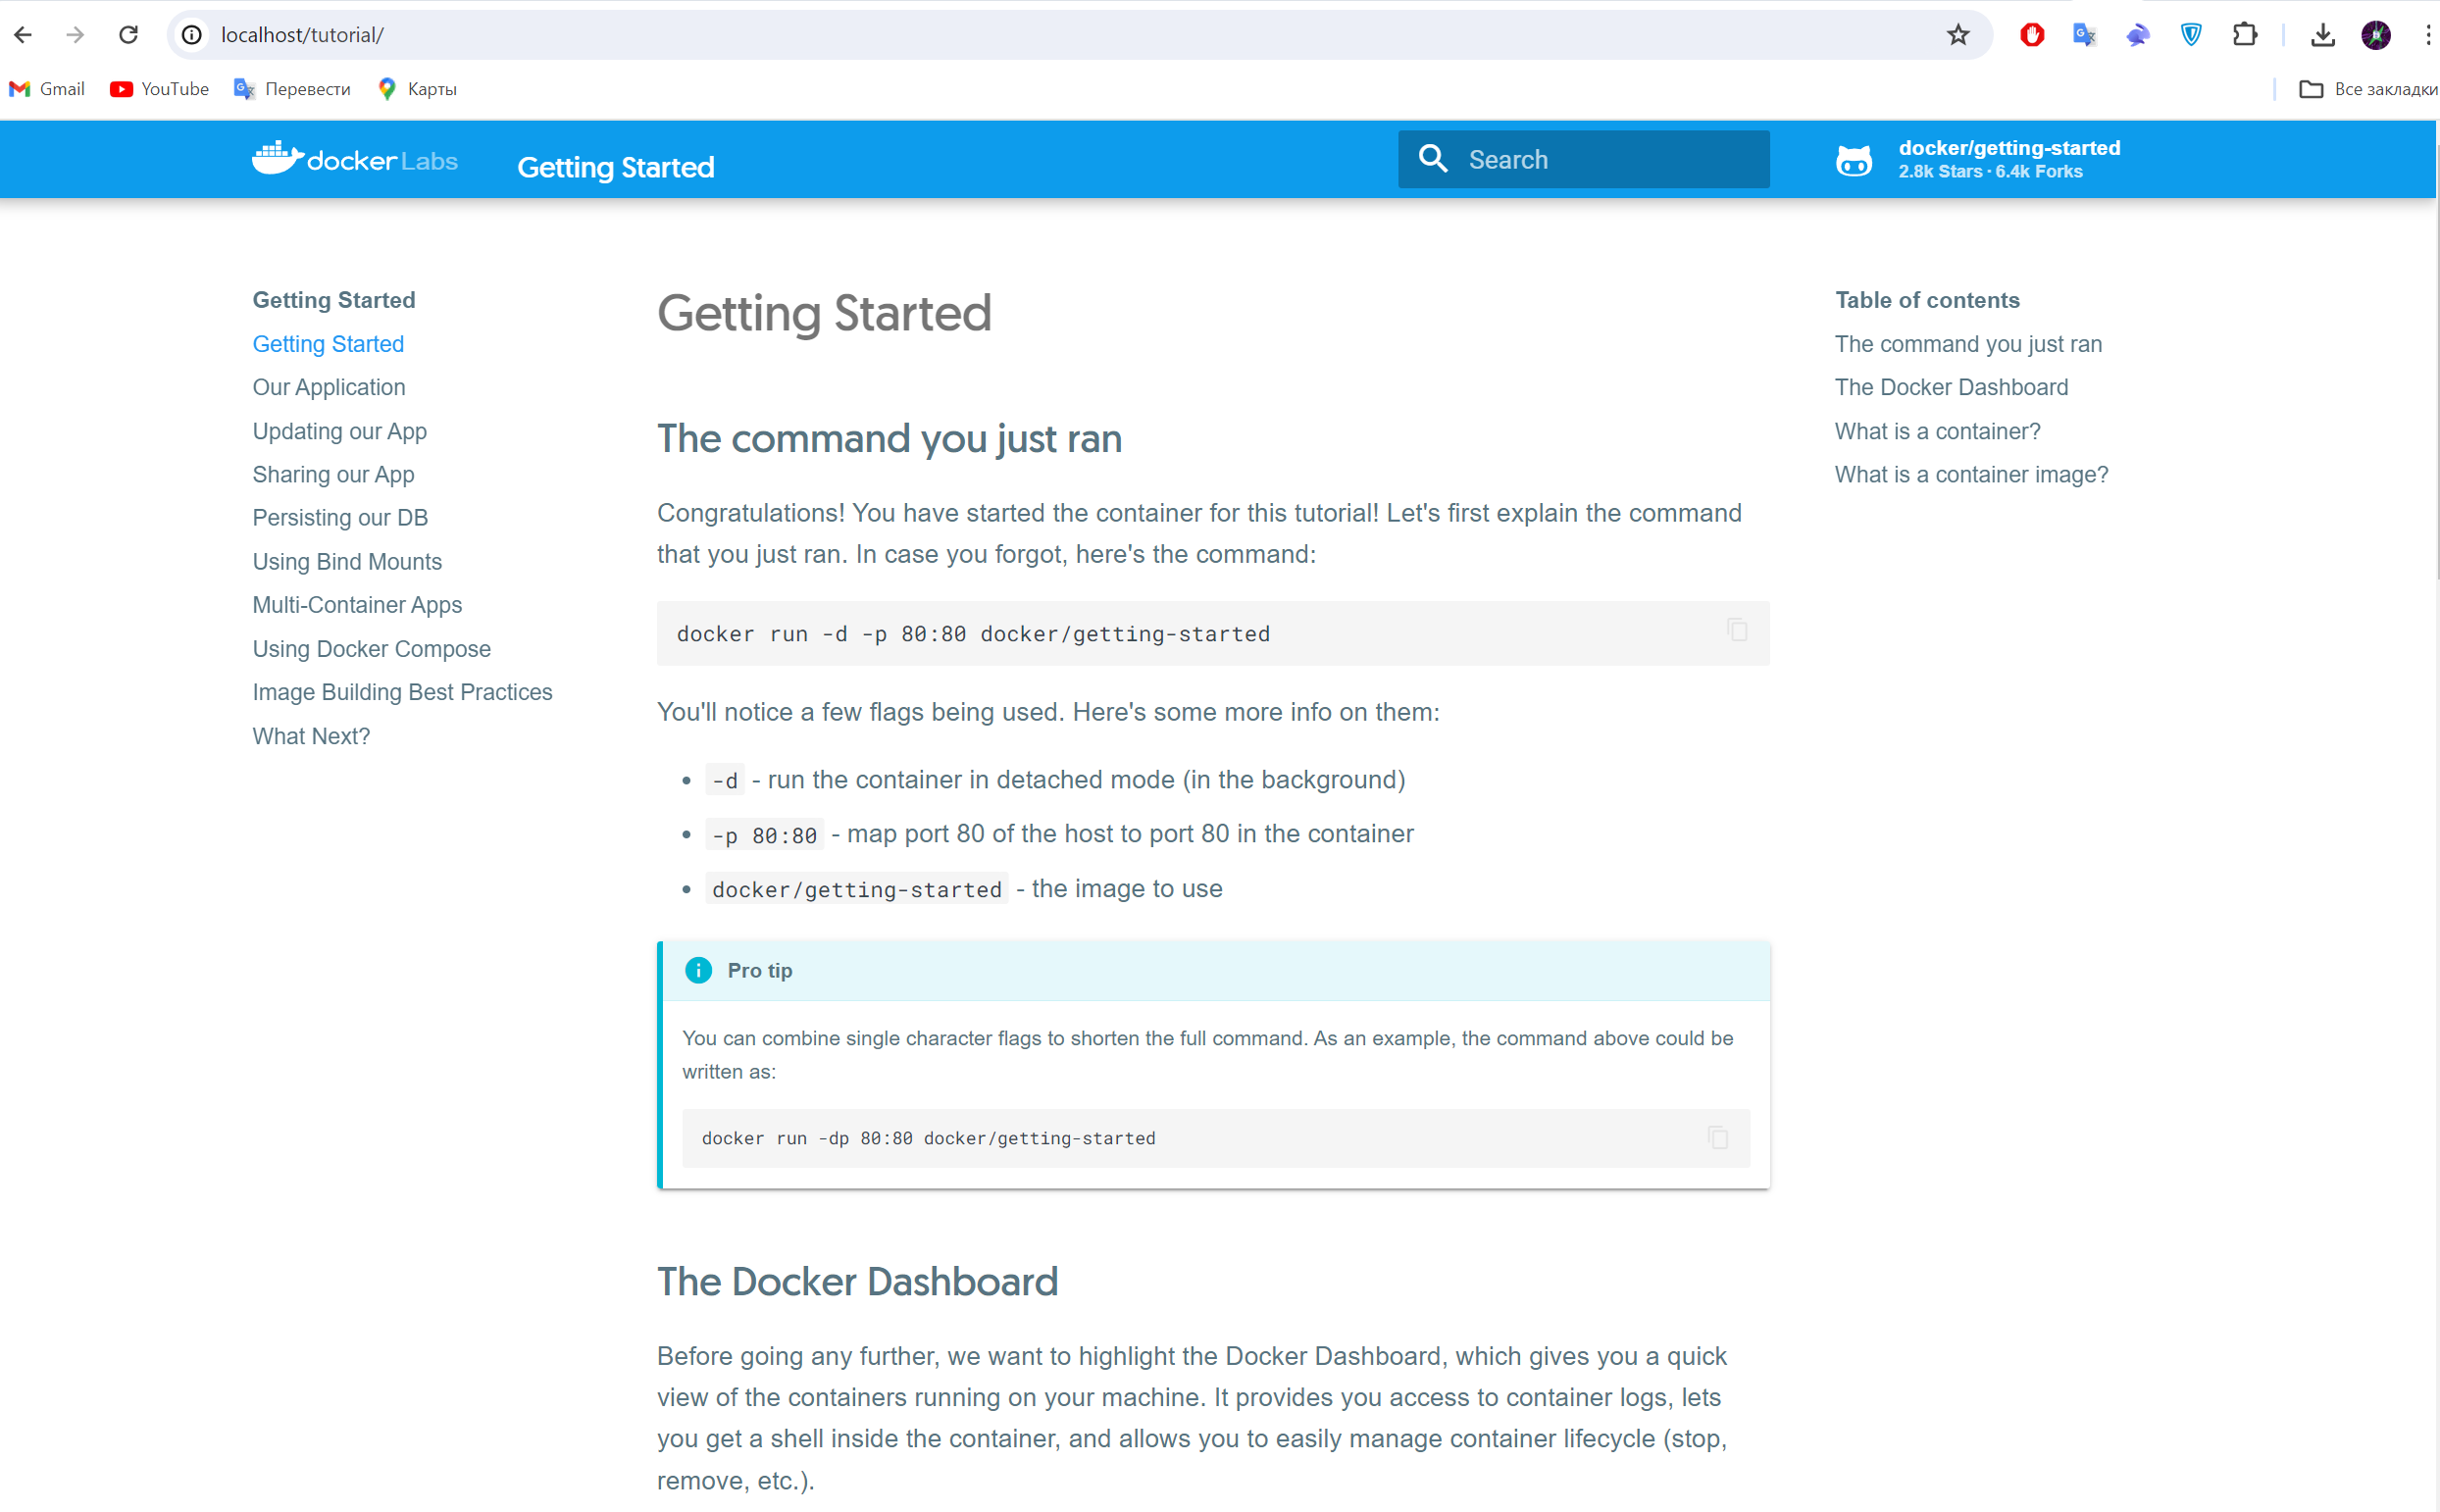 localhost/tutorial/
Gmail YouTube Перевести Карты Все закладки
dockerLabs Getting Started Search docker/getting-started
2.8k Stars · 6.4k Forks
Getting Started
Getting Started
Our Application
Updating our App
Sharing our App
Persisting our DB
Using Bind Mounts
Multi-Container Apps
Using Docker Compose
Image Building Best Practices
What Next?
Getting Started
The command you just ran
Congratulations! You have started the container for this tutorial! Let's first explain the command
that you just ran. In case you forgot, here's the command:
docker run -d -p 80:80 docker/getting-started
You'll notice a few flags being used. Here's some more info on them:
• -d - run the container in detached mode (in the background)
• -p 80:80 - map port 80 of the host to port 80 in the container
• docker/getting-started - the image to use
Pro tip
You can combine single character flags to shorten the full command. As an example, the command above could be
written as:
docker run -dp 80:80 docker/getting-started
The Docker Dashboard
Before going any further, we want to highlight the Docker Dashboard, which gives you a quick
view of the containers running on your machine. It provides you access to container logs, lets
you get a shell inside the container, and allows you to easily manage container lifecycle (stop,
remove, etc.).
Table of contents
The command you just ran
The Docker Dashboard
What is a container?
What is a container image?